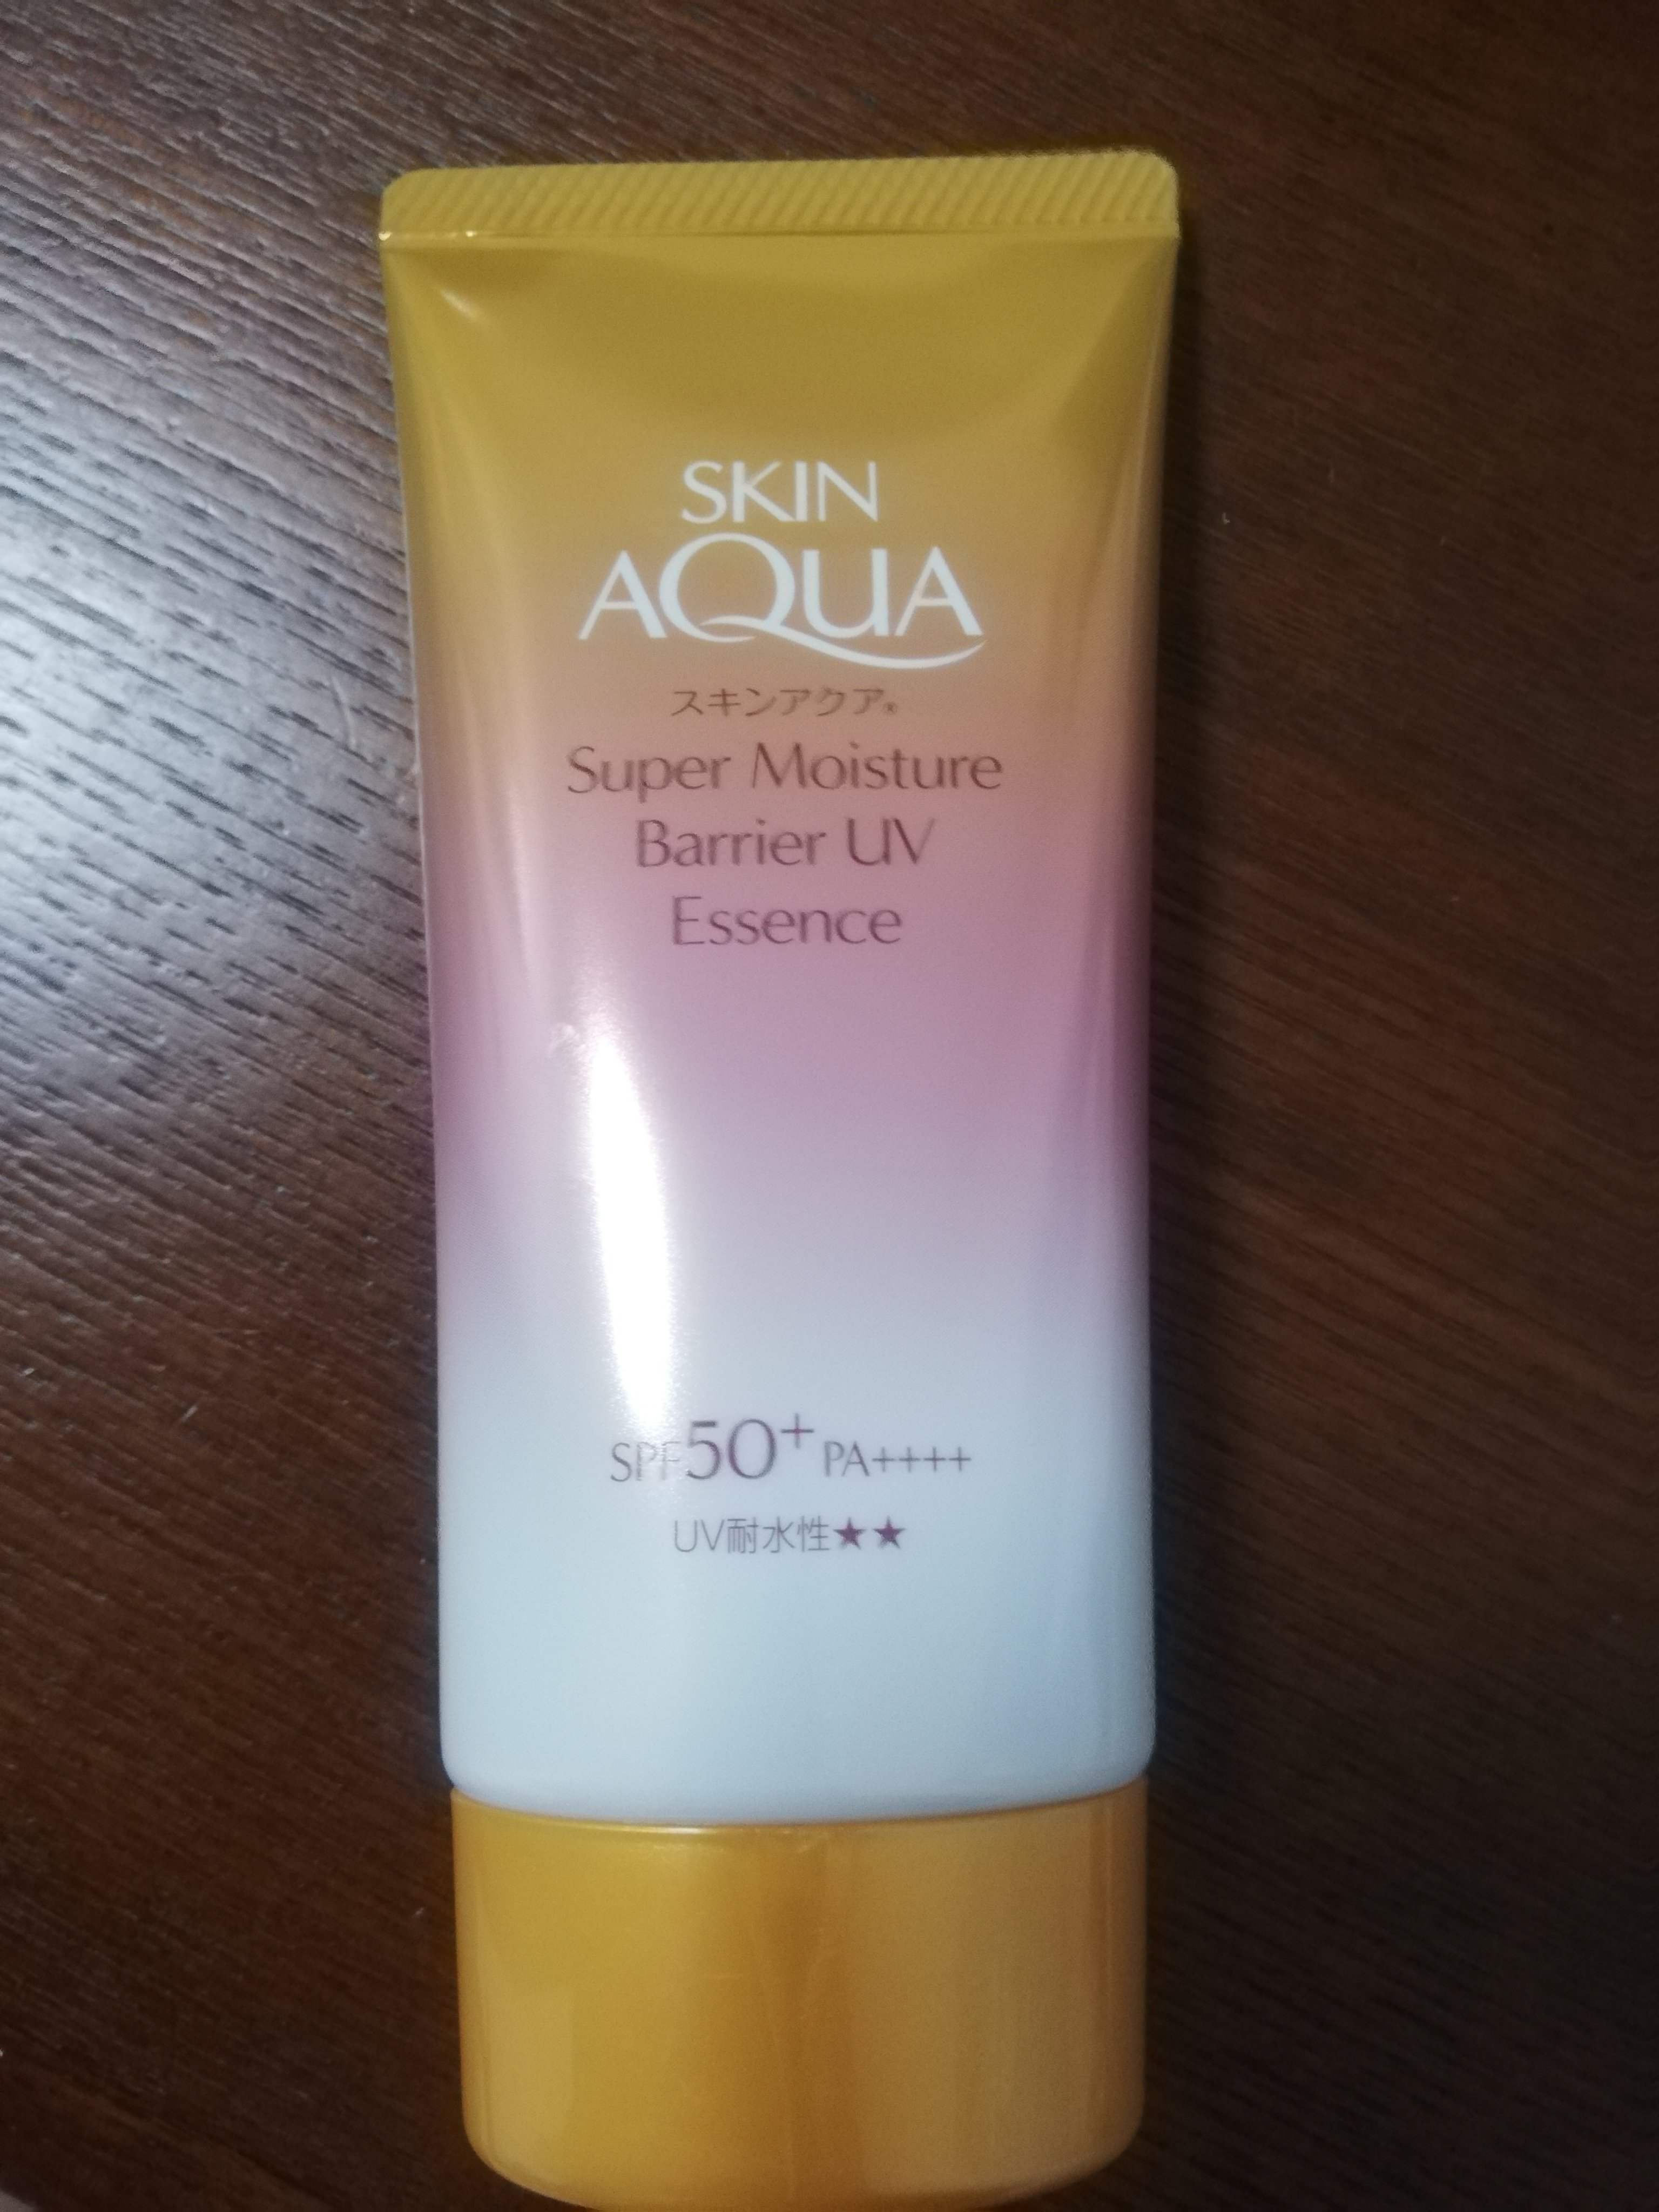 SKIN
AQUA
スキンアクア®
Super Moisture
Barrier UV
Essence
SPF50+ PA++++
UV耐水性★★